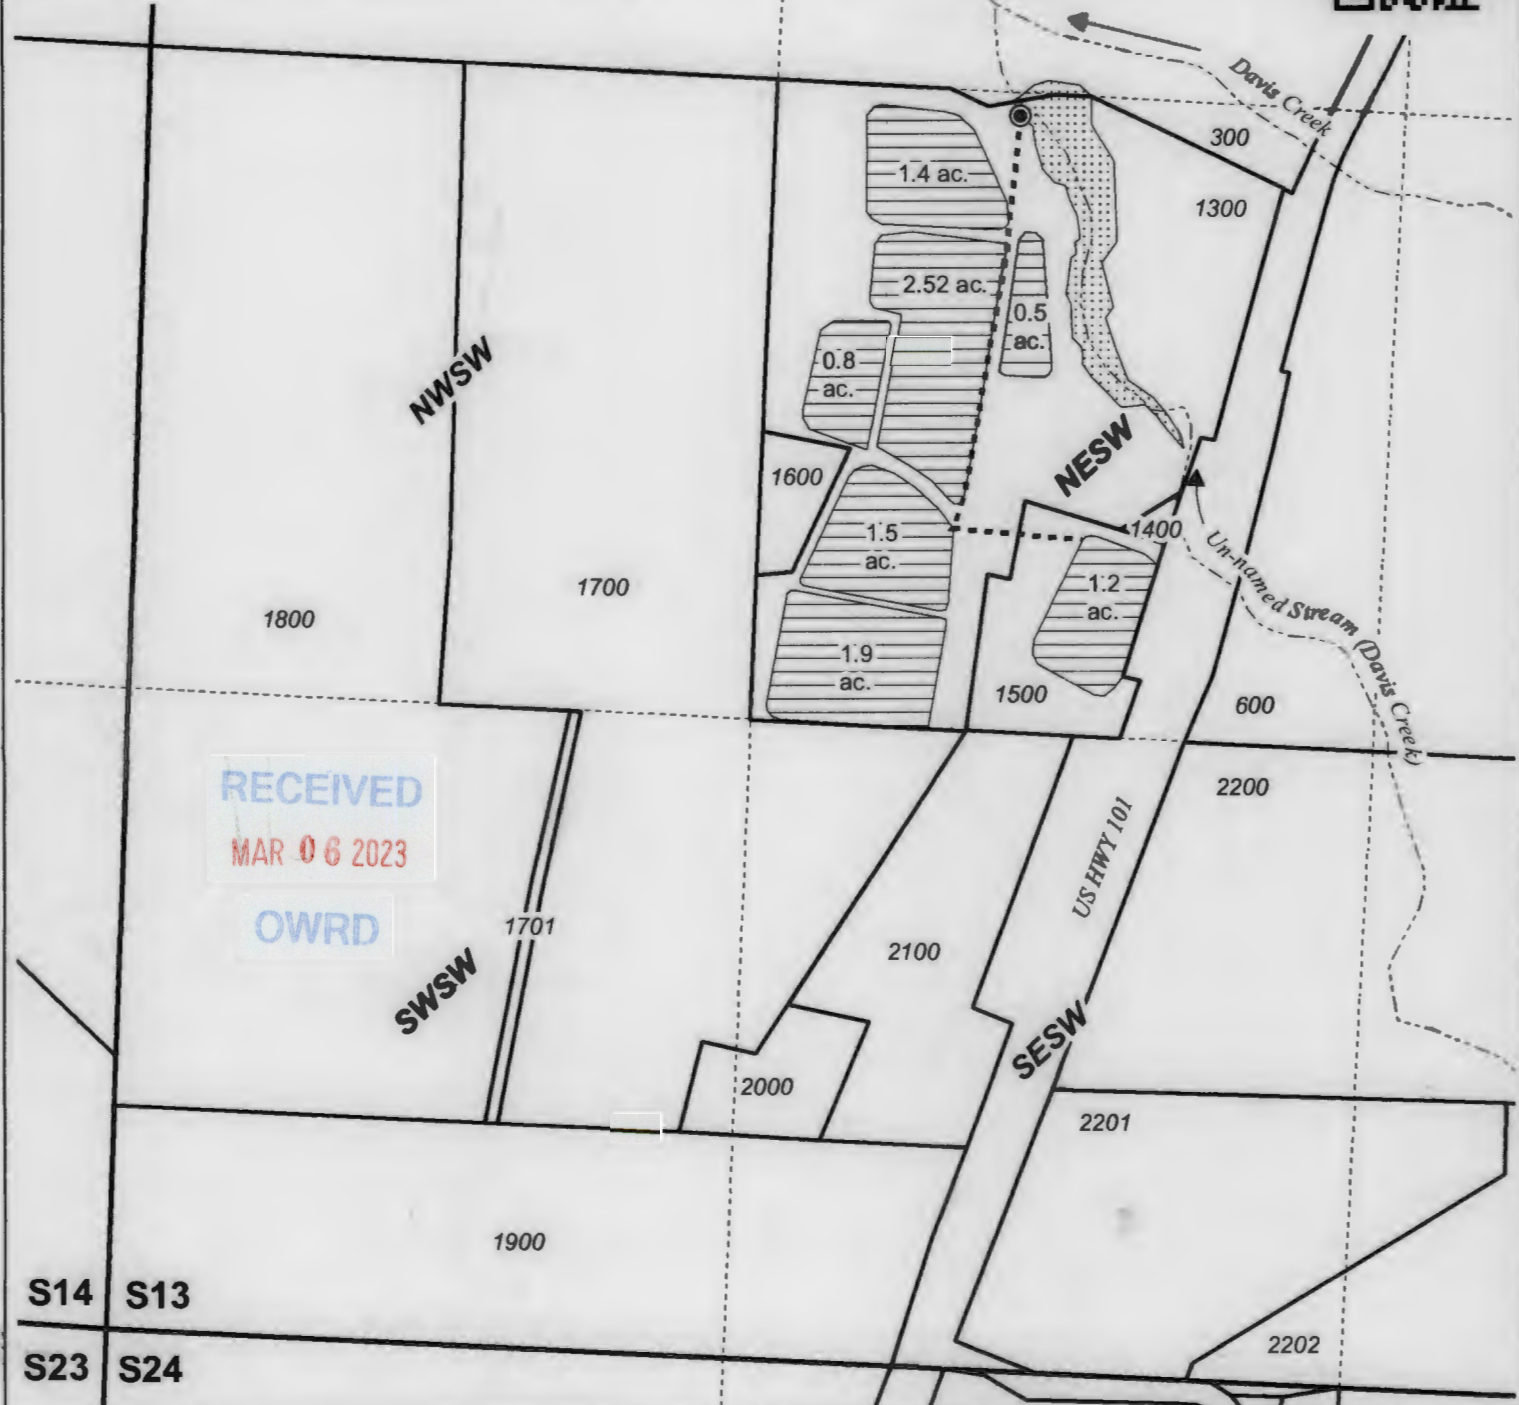 Davis Creek
300
1.4 ac.
1300
2.52 ac.
0.5
ac.
0.8
ac.
NWSW
NESW
1600
1400
1.5
ac.
Un-named Stream (Davis Creek)
1700
1.2
ac.
1800
1.9
ac.
1500
600
RECEIVED
MAR 06 2023
OWRD
2200
US HWY 101
1701
2100
SWSW
SESW
2000
2201
1900
S14 S13
2202
S23 S24